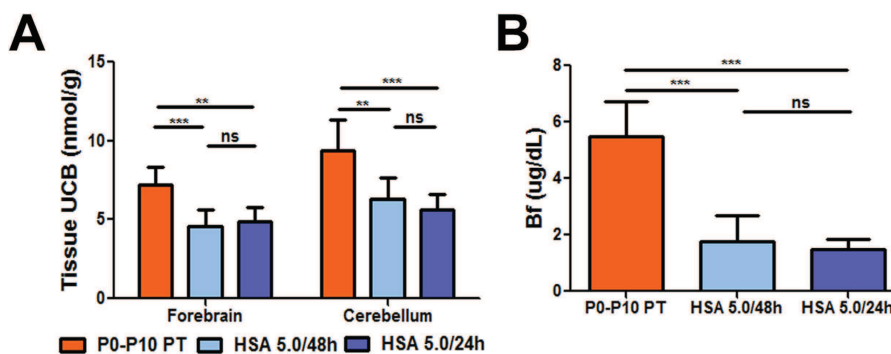 A
Tissue UCB (nmol/g)
15
10
5
0
***
**
ns
**
***
ns
Forebrain
Cerebellum
P0-P10 PT
HSA 5.0/48h
HSA 5.0/24h
B
Bf (ug/dL)
8
6
4
2
0
***
***
ns
P0-P10 PT
HSA 5.0/48h
HSA 5.0/24h